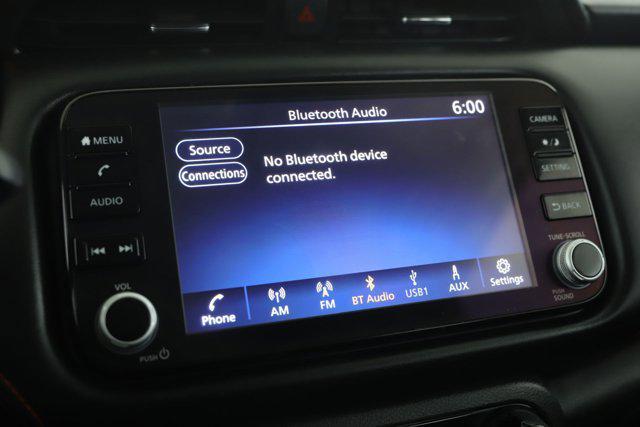 Bluetooth Audio
6:00
Source
Connections
No Bluetooth device
connected.
Phone
AM
FM
BT Audio
USB1
AUX
Settings
MENU
AUDIO
VOL
PUSH
CAMERA
SETTING
BACK
TUNE-SCROLL
PUSH
SOUND